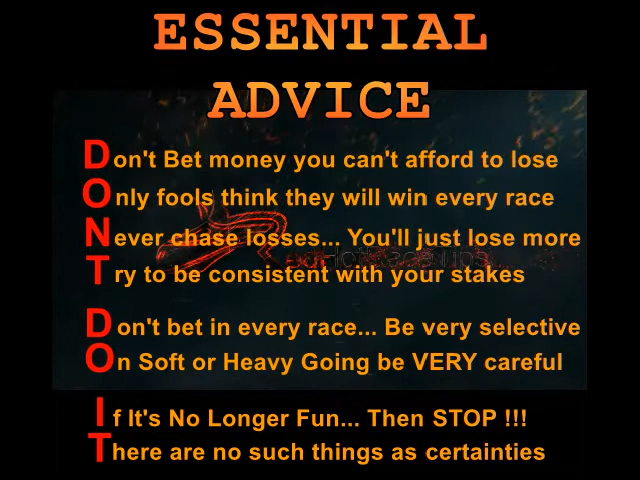 ESSENTIAL
ADVICE
Don't Bet money you can't afford to lose
Only fools think they will win every race
Never chase losses... You'll just lose more
Try to be consistent with your stakes
Don't bet in every race... Be very selective
On Soft or Heavy Going be VERY careful
If It's No Longer Fun... Then STOP !!!
There are no such things as certainties